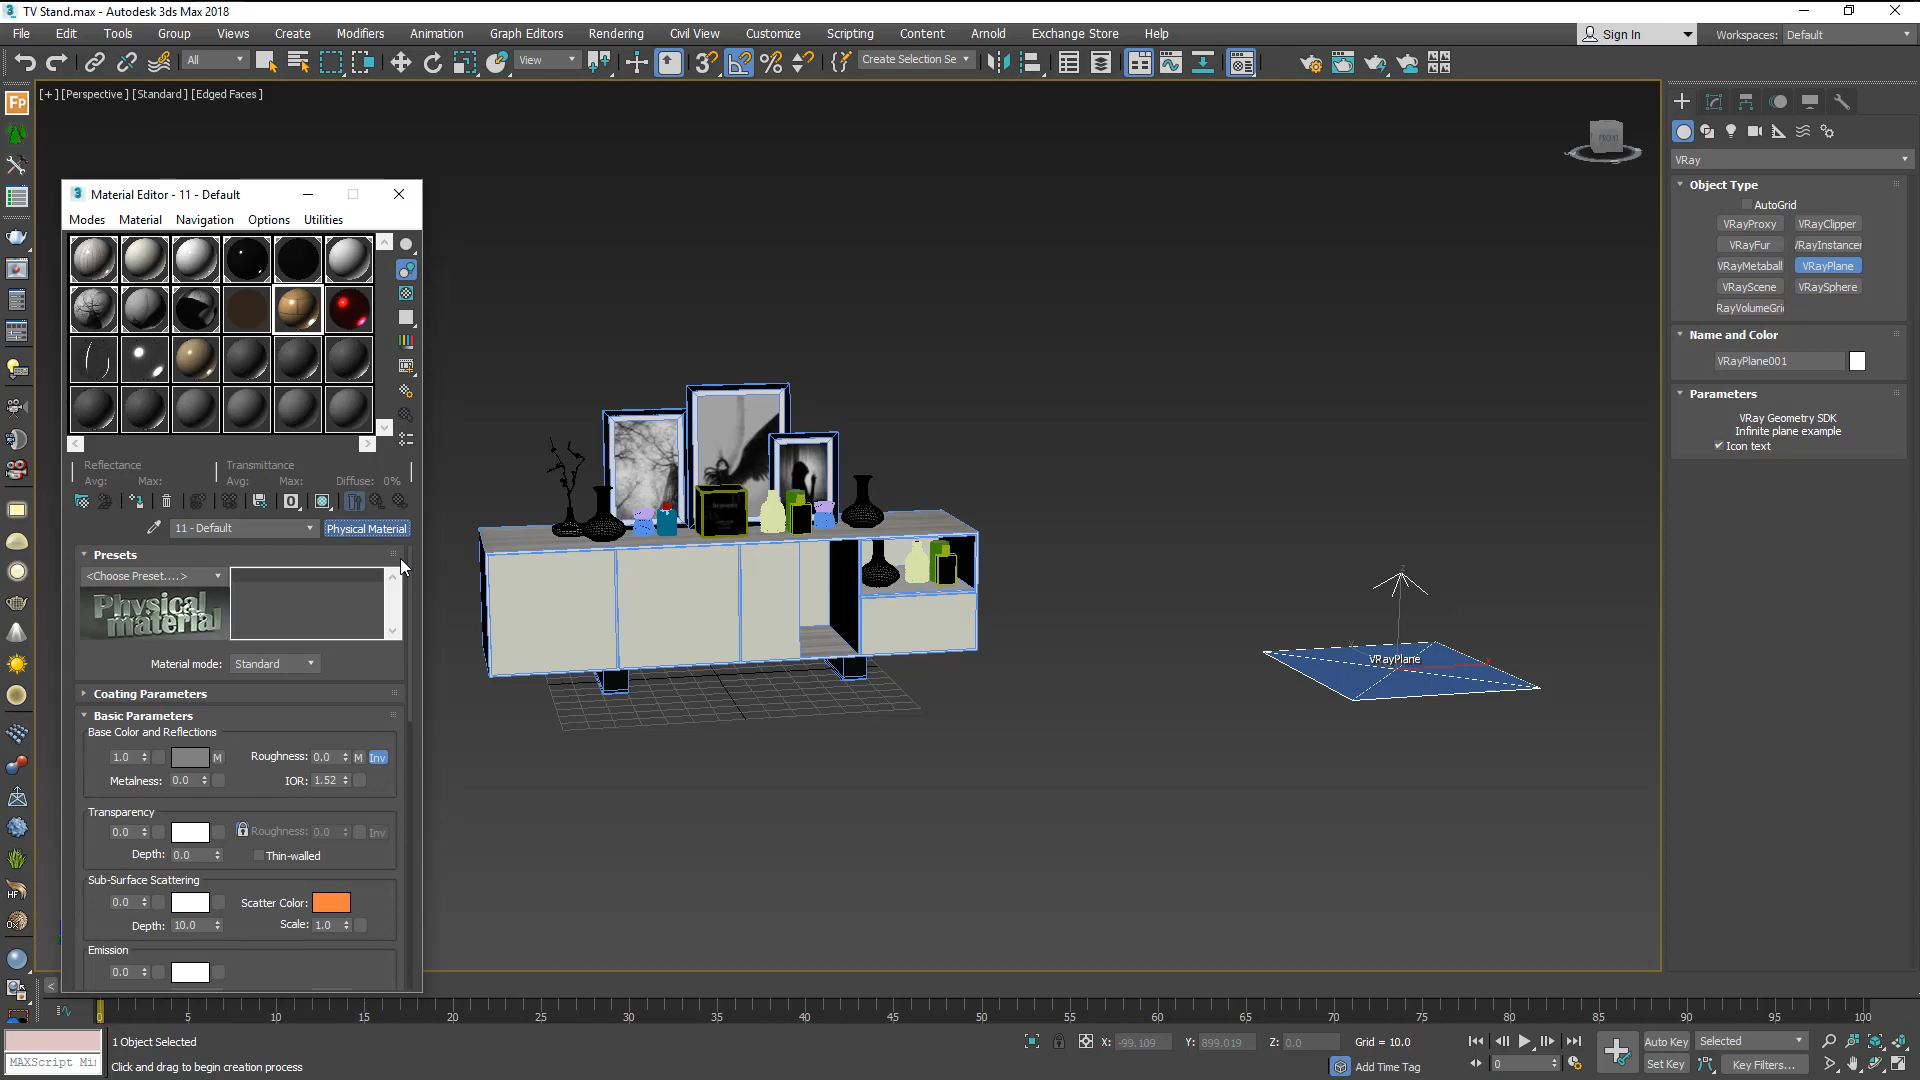 TV Stand.max - Autodesk 3ds Max 2018
File Edit Tools Group Views Create Modifiers Animation Graph Editors Rendering Civil View Customize Scripting Content Arnold Exchange Store Help
Sign In Workspaces: Default
All View Create Selection Se
[+] [Perspective ] [Standard ] [Edged Faces ]
FRONT
VRay
Object Type
AutoGrid
VRayProxy VRayClipper
VRayFur /RayInstancer
VRayMetaball VRayPlane
VRayScene VRaySphere
RayVolumeGri
Name and Color
VRayPlane001
Parameters
VRay Geometry SDK
Infinite plane example
Icon text
Material Editor - 11 - Default
Modes Material Navigation Options Utilities
Reflectance Transmittance
Avg: Max: Avg: Max: Diffuse: 0%
11 - Default Physical Material
Presets
<Choose Preset....>
Physical material
Material mode: Standard
Coating Parameters
Basic Parameters
Base Color and Reflections
1.0 M Roughness: 0.0 M Inv
Metalness: 0.0 IOR: 1.52
Transparency
0.0 Roughness: 0.0 Inv
Depth: 0.0 Thin-walled
Sub-Surface Scattering
0.0 Scatter Color:
Depth: 10.0 Scale: 1.0
Emission
0.0
VRayPlane
0 5 10 15 20 25 30 35 40 45 50 55 60 65 70 75 80 85 90 95 100
1 Object Selected
MAXScript Mi
Click and drag to begin creation process
X: -99.109 Y: 899.019 Z: 0.0 Grid = 10.0
Add Time Tag
Auto Key Selected
Set Key Key Filters...
0